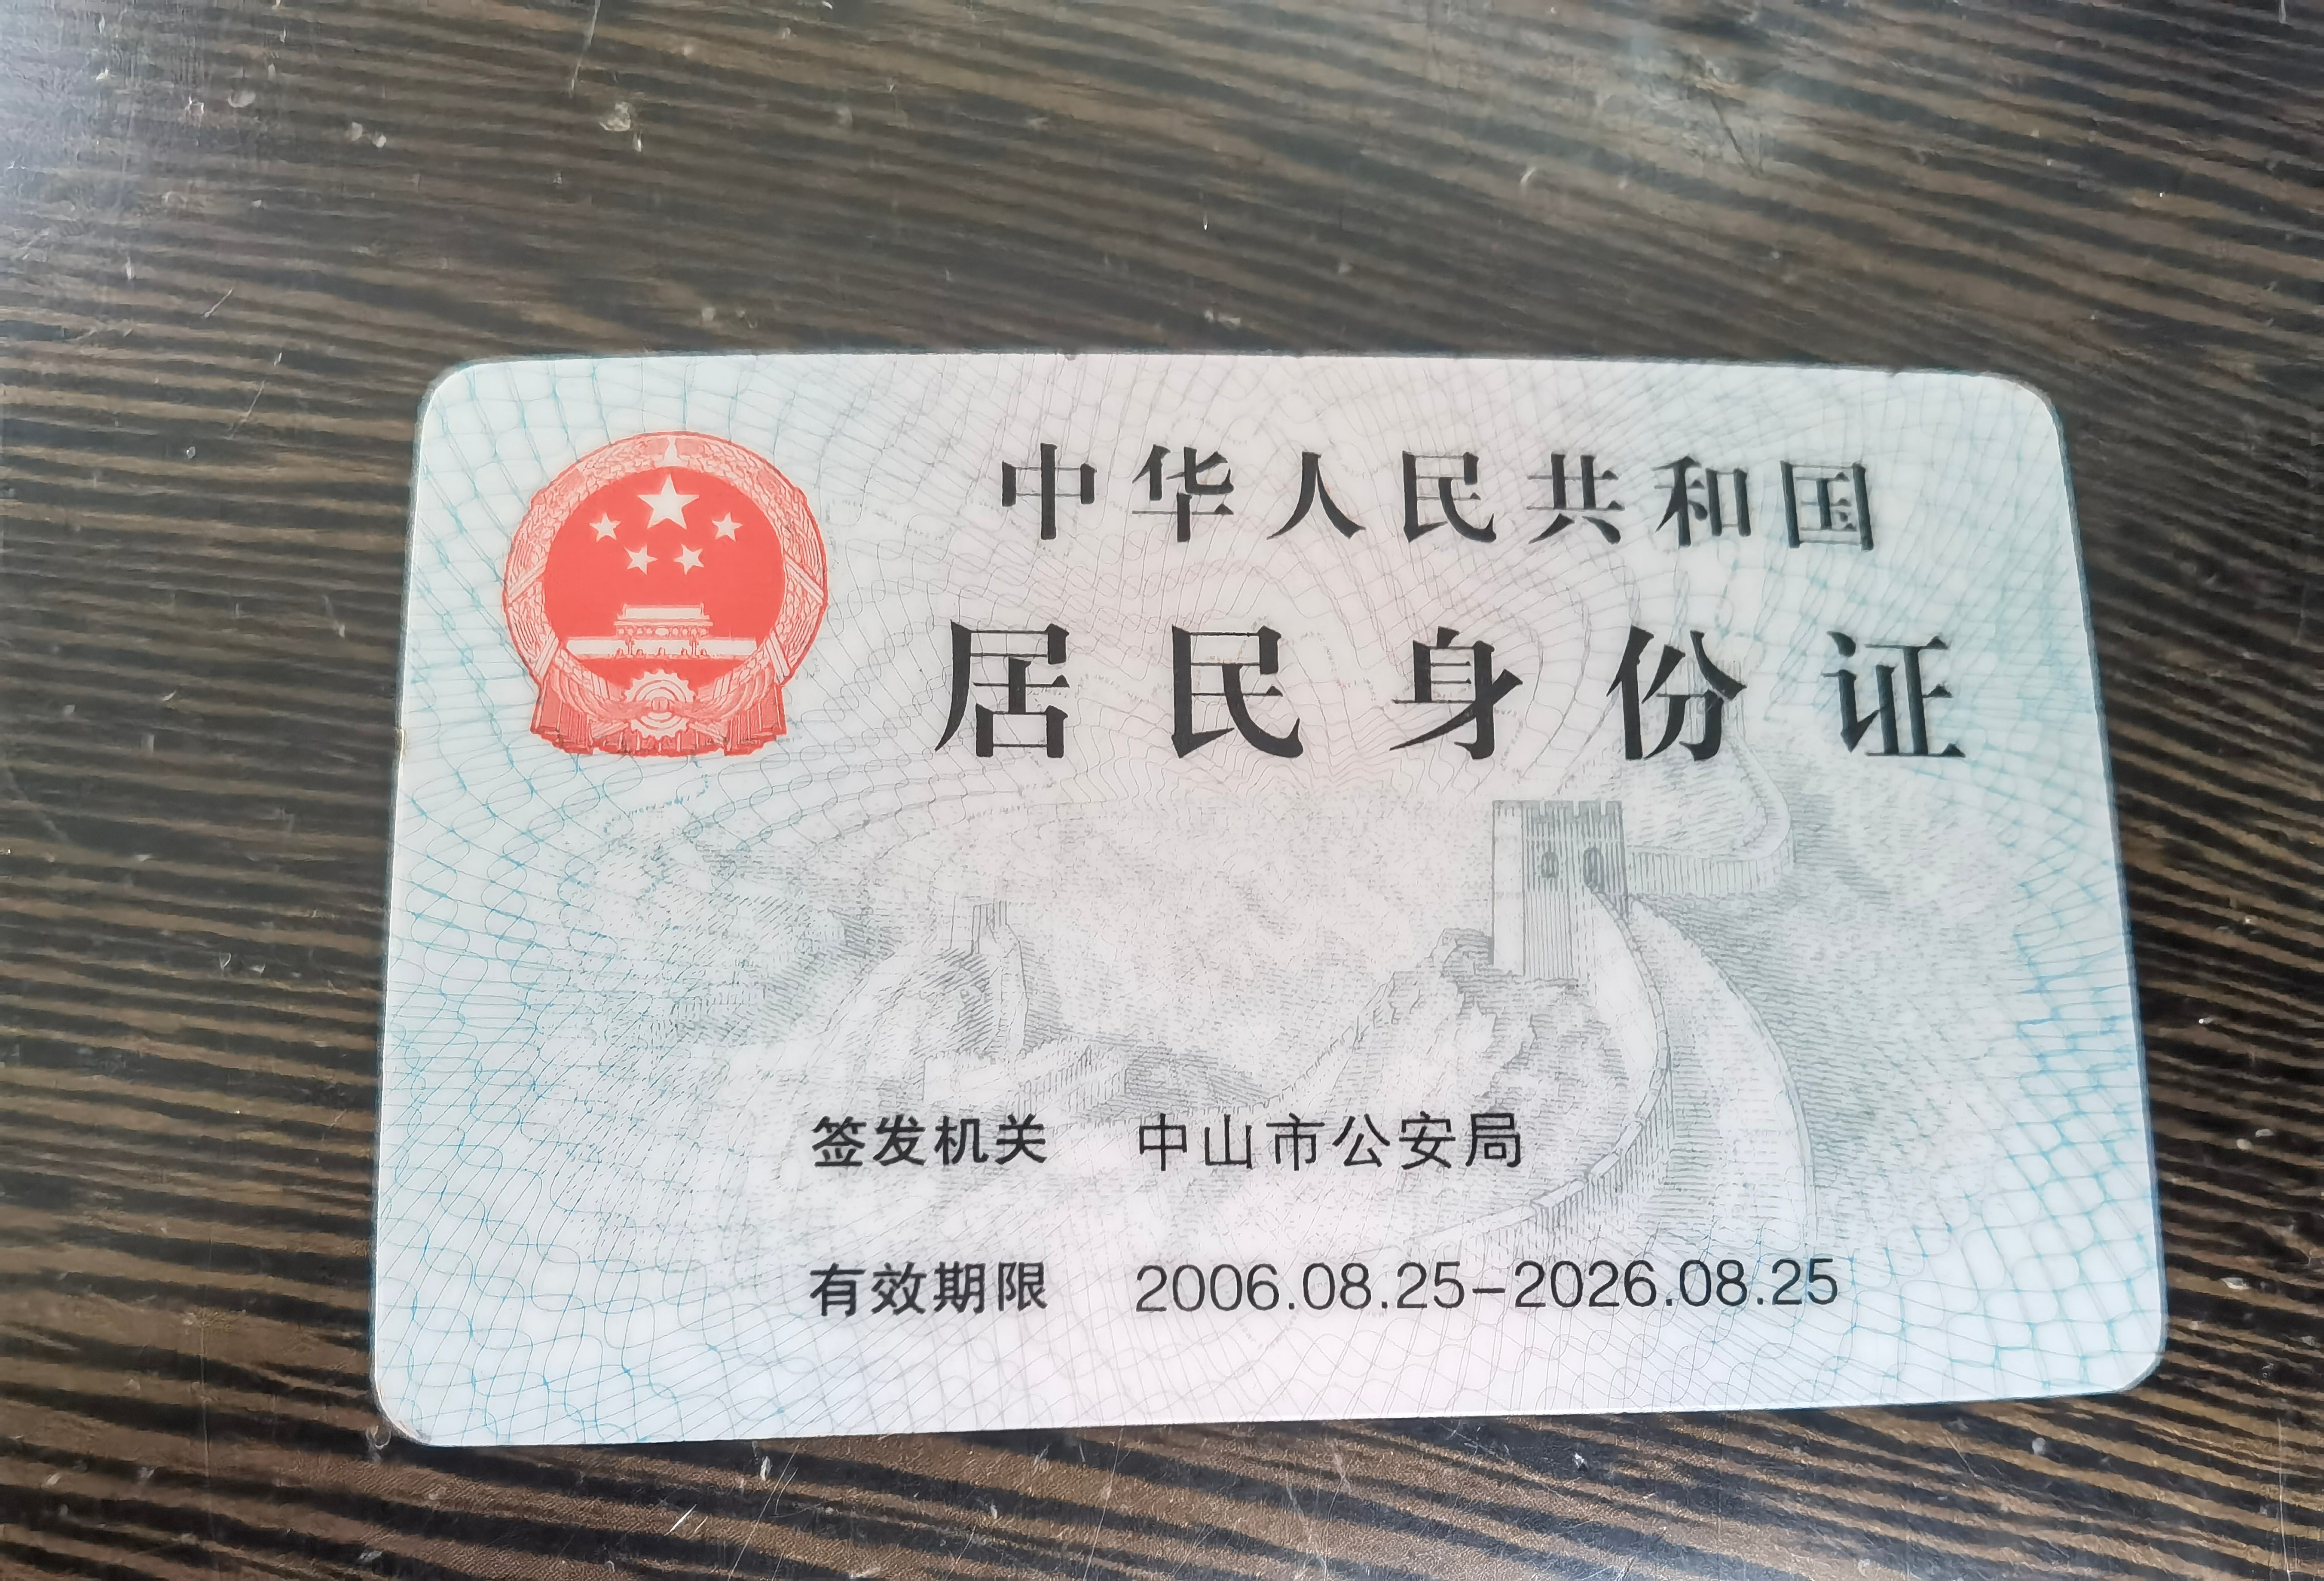 中华人民共和国
居民身份证
签发机关 中山市公安局
有效期限 2006.08.25-2026.08.25